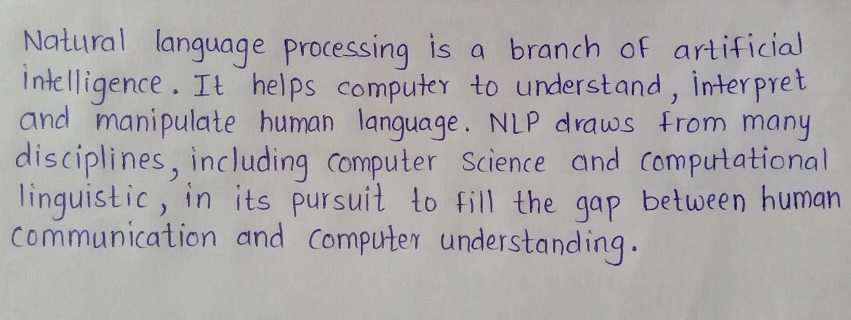 Natural language processing is a branch of artificial
intelligence. It helps computer to understand, interpret
and manipulate human language. NLP draws from many
disciplines, including computer science and computational
linguistic, in its pursuit to fill the gap between human
communication and computer understanding.